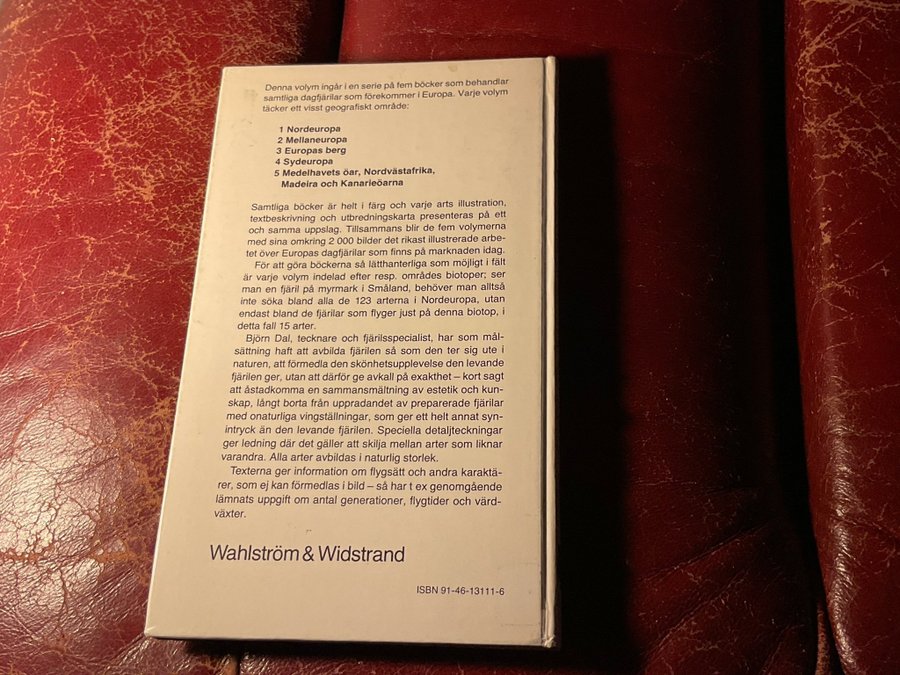 Denna volym ingår i en serie på fem böcker som behandlar
samtliga dagfjärilar som förekommer i Europa. Varje volym
täcker ett visst geografiskt område:
1 Nordeuropa
2 Mellaneuropa
3 Europas berg
4 Sydeuropa
5 Medelhavets öar, Nordvästafrika,
Madeira och Kanarieöarna
Samtliga böcker är helt i färg och varje arts illustration,
textbeskrivning och utbredningskarta presenteras på ett
och samma uppslag. Tillsammans blir de fem volymerna
med sina omkring 2 000 bilder det rikast illustrerade arbe-
tet över Europas dagfjärilar som finns på marknaden idag.
För att göra böckerna så lätthanterliga som möjligt i fält
är varje volym indelad efter resp. områdes biotoper; ser
man en fjäril på myrmark i Småland, behöver man alltså
inte söka bland alla de 123 arterna i Nordeuropa, utan
endast bland de fjärilar som flyger just på denna biotop, i
detta fall 15 arter.
Björn Dal, tecknare och fjärilsspecialist, har som mål-
sättning haft att avbilda fjärilen så som den ter sig ute i
naturen, att förmedla den skönhetsupplevelse den levande
fjärilen ger, utan att därför ge avkall på exakthet – kort sagt
att åstadkomma en sammansmältning av estetik och kun-
skap, långt borta från uppradandet av preparerade fjärilar
med onaturliga vingställningar, som ger ett helt annat syn-
intryck än den levande fjärilen. Speciella detaljteckningar
ger ledning där det gäller att skilja mellan arter som liknar
varandra. Alla arter avbildas i naturlig storlek.
Texterna ger information om flygsätt och andra karaktä-
rer, som ej kan förmedlas i bild – så har t ex genomgående
lämnats uppgift om antal generationer, flygtider och värd-
växter.
Wahlström & Widstrand
ISBN 91-46-13111-6